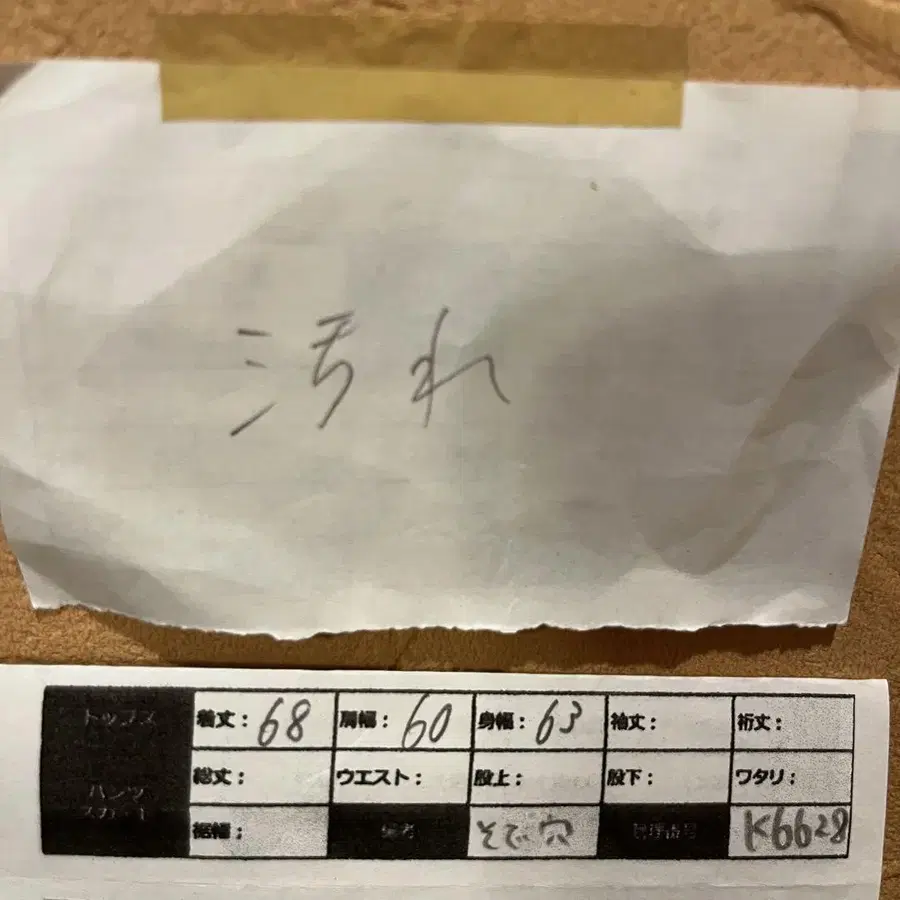 汚れ
トップス 着丈：68 肩幅：60 身幅：63 袖丈： 裄丈：
パンツ 総丈： ウエスト： 股上： 股下： ワタリ：
スカート 裾幅： 備考 そで穴 管理番号 K6628